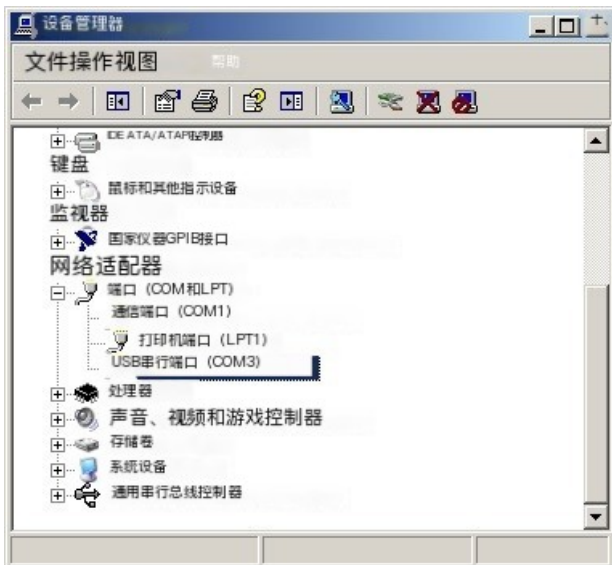 设备管理器
文件操作视图 帮助
IDE ATA/ATAPI控制器
键盘
鼠标和其他指示设备
监视器
国家仪器GPIB接口
网络适配器
端口（COM和LPT）
通信端口（COM1）
打印机端口（LPT1）
USB串行端口（COM3）
处理器
声音、视频和游戏控制器
存储卷
系统设备
通用串行总线控制器